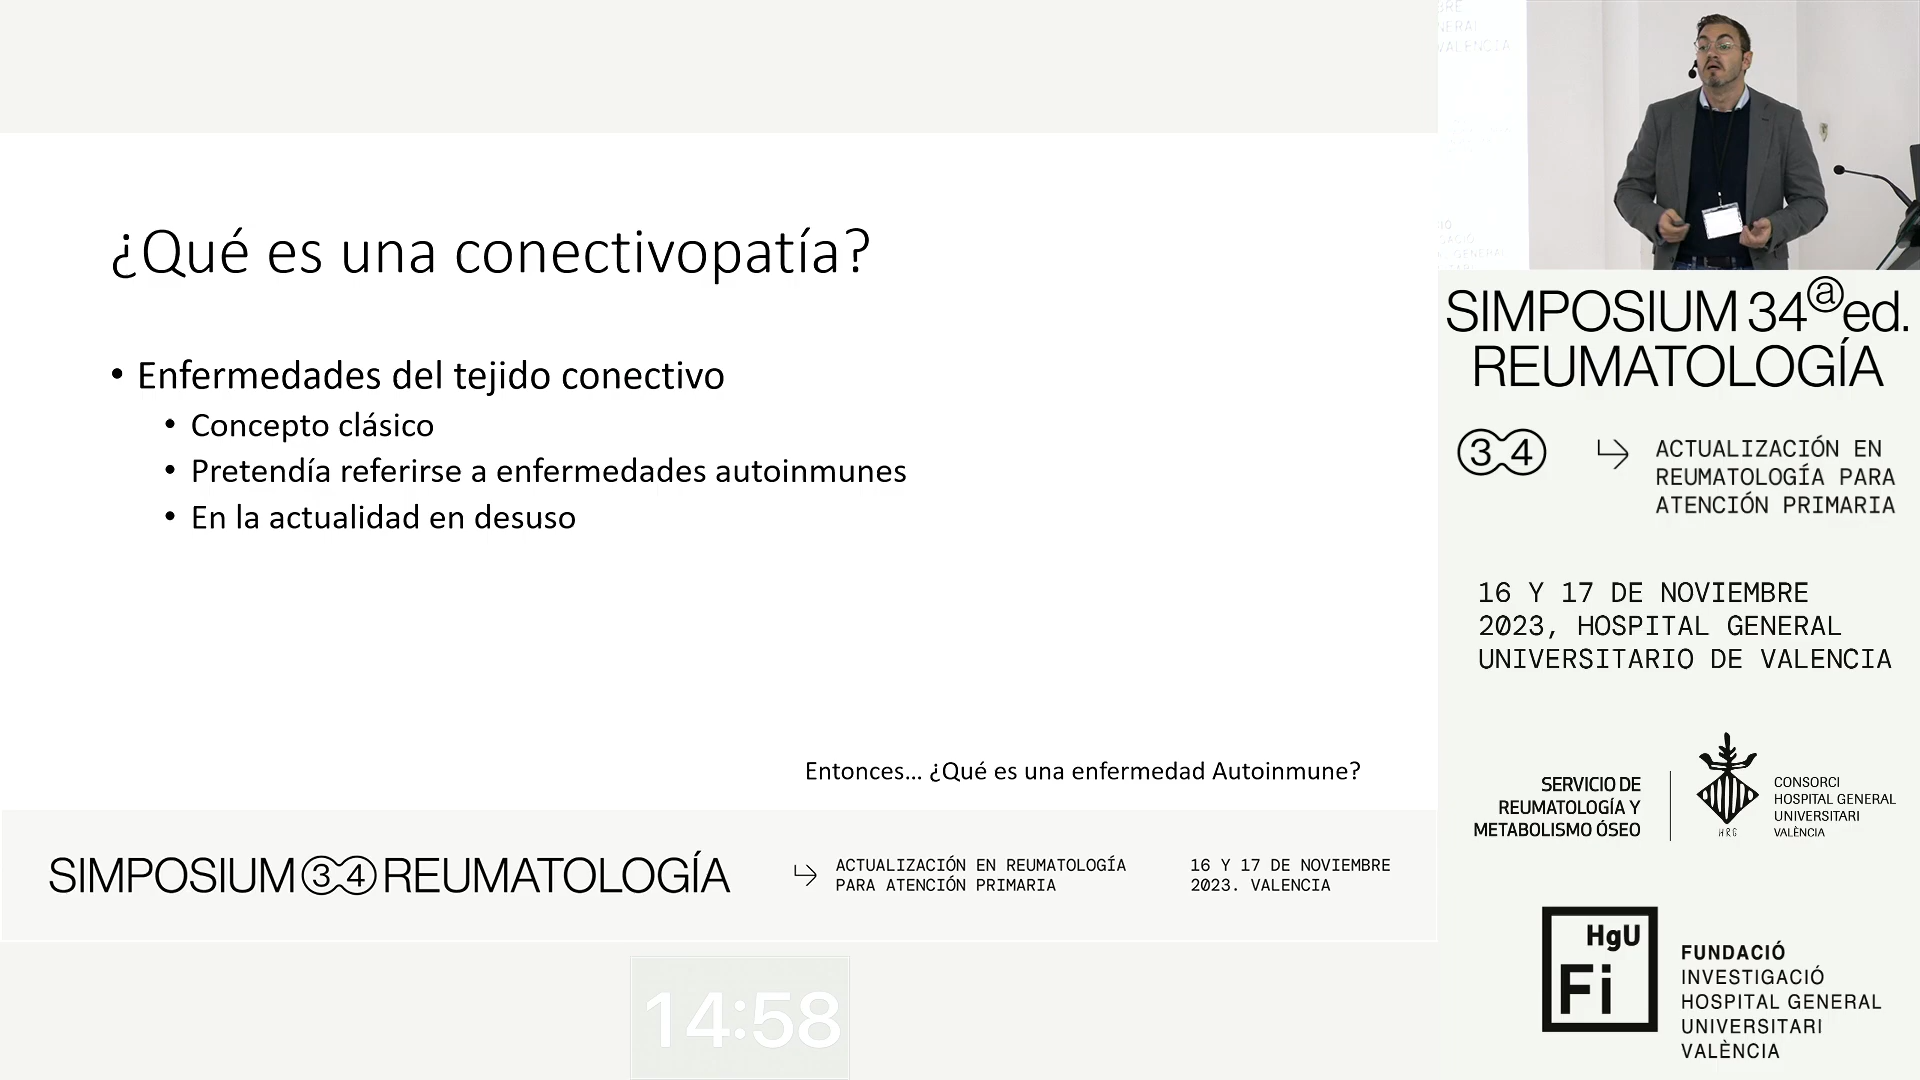 ¿Qué es una conectivopatía?
• Enfermedades del tejido conectivo
• Concepto clásico
• Pretendía referirse a enfermedades autoinmunes
• En la actualidad en desuso
Entonces… ¿Qué es una enfermedad Autoinmune?
SIMPOSIUM 34 REUMATOLOGÍA
ACTUALIZACIÓN EN REUMATOLOGÍA
PARA ATENCIÓN PRIMARIA
16 Y 17 DE NOVIEMBRE
2023. VALENCIA
14:58
VALENCIA
SIMPOSIUM 34ª ed.
REUMATOLOGÍA
34
ACTUALIZACIÓN EN
REUMATOLOGÍA PARA
ATENCIÓN PRIMARIA
16 Y 17 DE NOVIEMBRE
2023, HOSPITAL GENERAL
UNIVERSITARIO DE VALENCIA
SERVICIO DE
REUMATOLOGÍA Y
METABOLISMO ÓSEO
HRG
CONSORCI
HOSPITAL GENERAL
UNIVERSITARI
VALÈNCIA
HgU
Fi
FUNDACIÓ
INVESTIGACIÓ
HOSPITAL GENERAL
UNIVERSITARI
VALÈNCIA